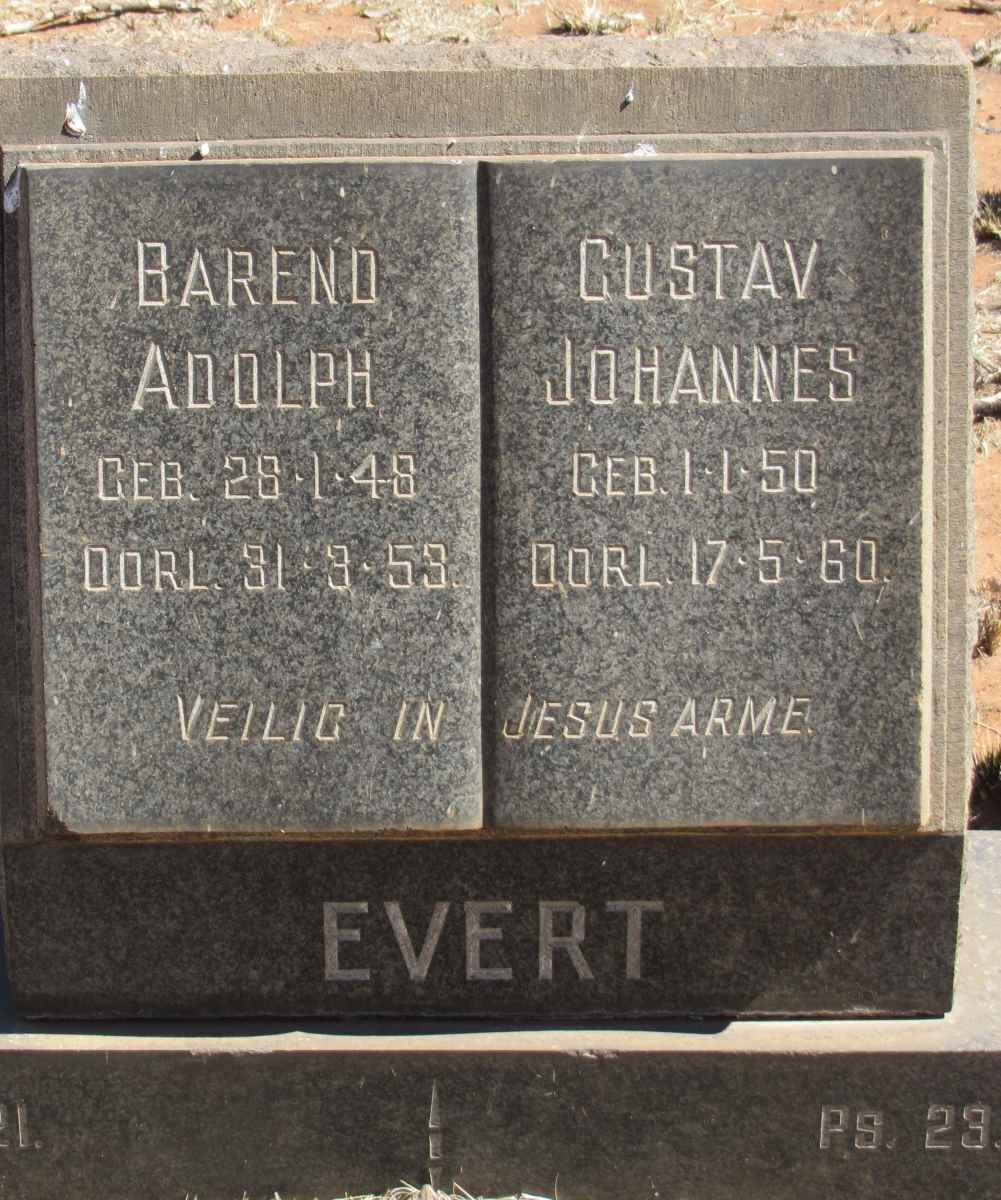 BAREND
ADOLPH
GEB. 28·1·48
OORL. 31·3·53.
GUSTAV
JOHANNES
GEB. 1·1·50
OORL. 17·5·60.
VEILIG IN JESUS ARME.
EVERT
21.
PS. 23.